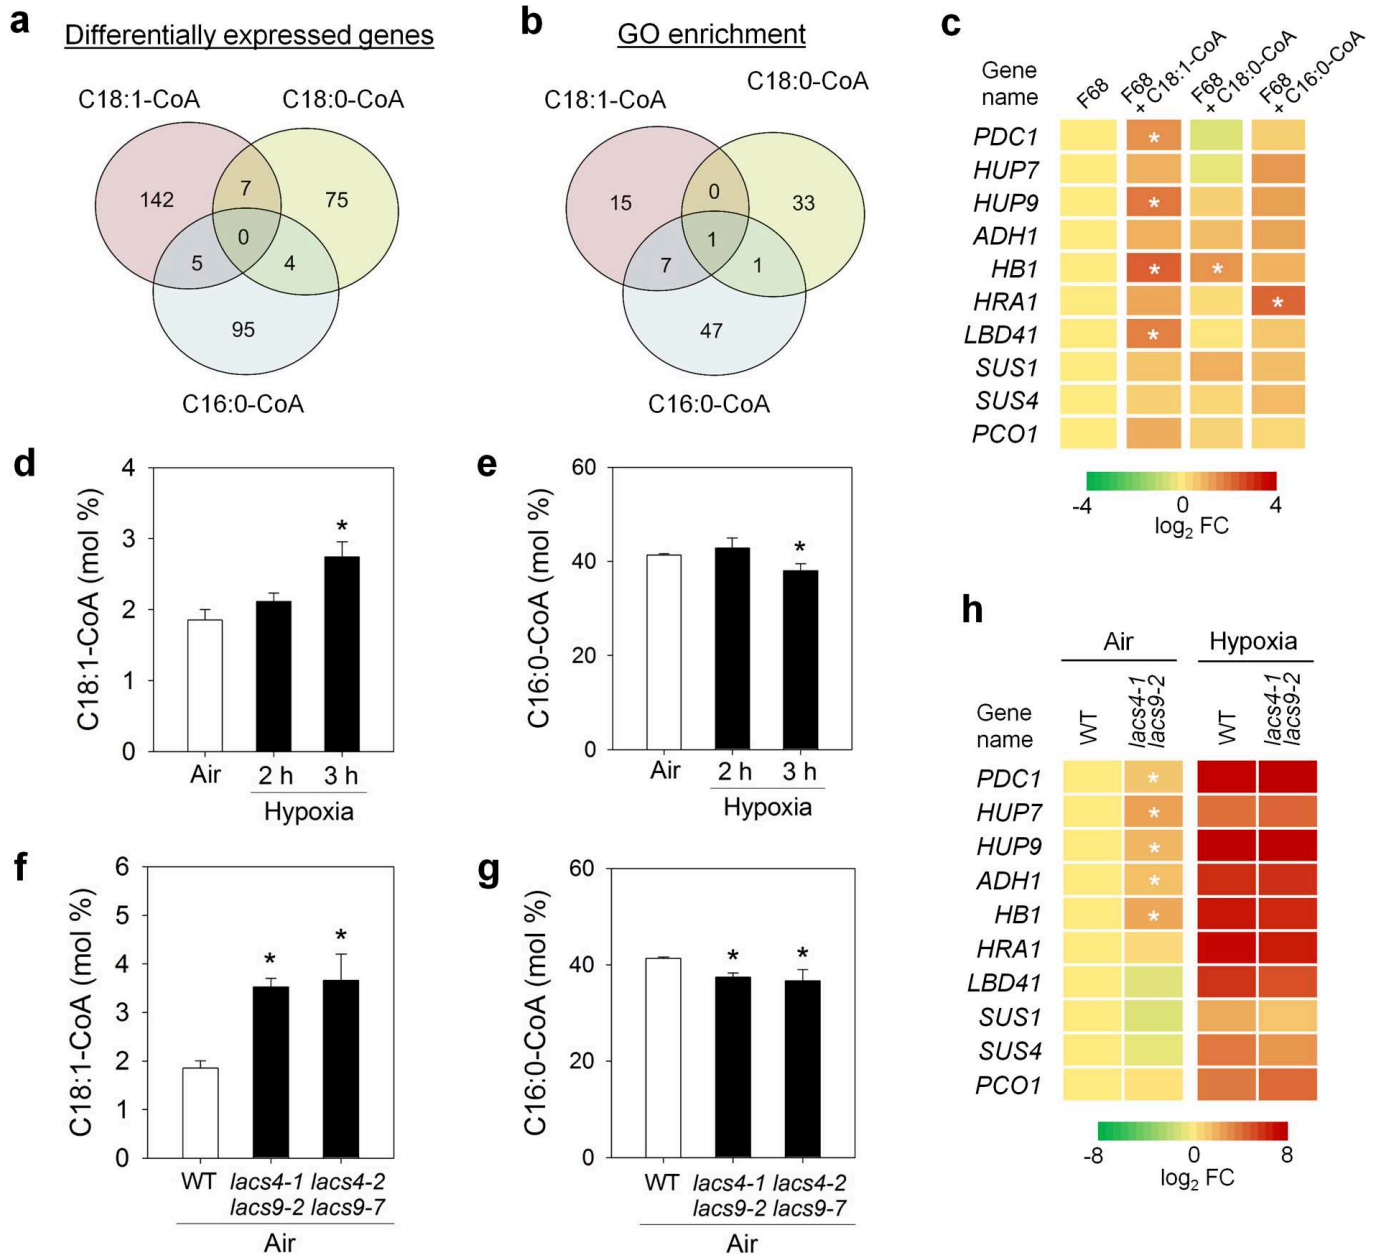 a
Differentially expressed genes
C18:1-CoA
C18:0-CoA
142
7
75
0
5
4
95
C16:0-CoA
b
GO enrichment
C18:0-CoA
C18:1-CoA
15
0
33
1
7
1
47
C16:0-CoA
c
Gene
name
F68
F68
+ C18:1-CoA
F68
+ C18:0-CoA
F68
+ C16:0-CoA
PDC1 *
HUP7
HUP9 *
ADH1
HB1 * *
HRA1 *
LBD41 *
SUS1
SUS4
PCO1
-4 0 4
log2 FC
d
C18:1-CoA (mol %)
4
3
2
1
0
*
Air 2 h 3 h
Hypoxia
e
C16:0-CoA (mol %)
60
40
20
0
*
Air 2 h 3 h
Hypoxia
f
C18:1-CoA (mol %)
6
5
4
3
2
1
0
* *
WT lacs4-1 lacs4-2
lacs9-2 lacs9-7
Air
g
C16:0-CoA (mol %)
60
40
20
0
* *
WT lacs4-1 lacs4-2
lacs9-2 lacs9-7
Air
h
Air Hypoxia
Gene
name
WT
lacs4-1
lacs9-2
WT
lacs4-1
lacs9-2
PDC1 *
HUP7 *
HUP9 *
ADH1 *
HB1 *
HRA1
LBD41
SUS1
SUS4
PCO1
-8 0 8
log2 FC